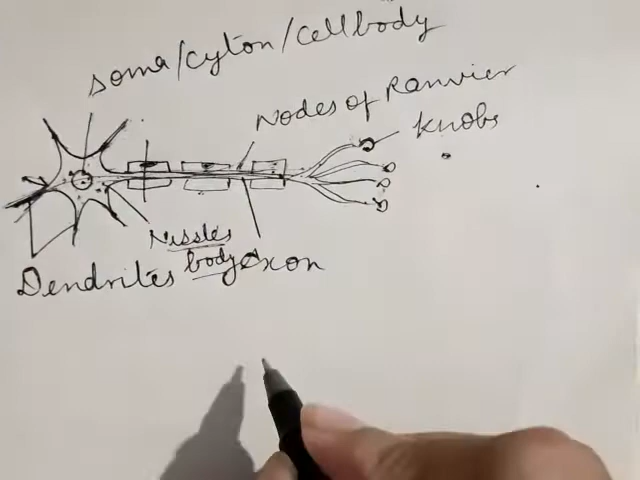 Soma/Cyton/Cellbody
Nodes of Ranvier
Knobs
Nissles
body
Dendrites
Axon